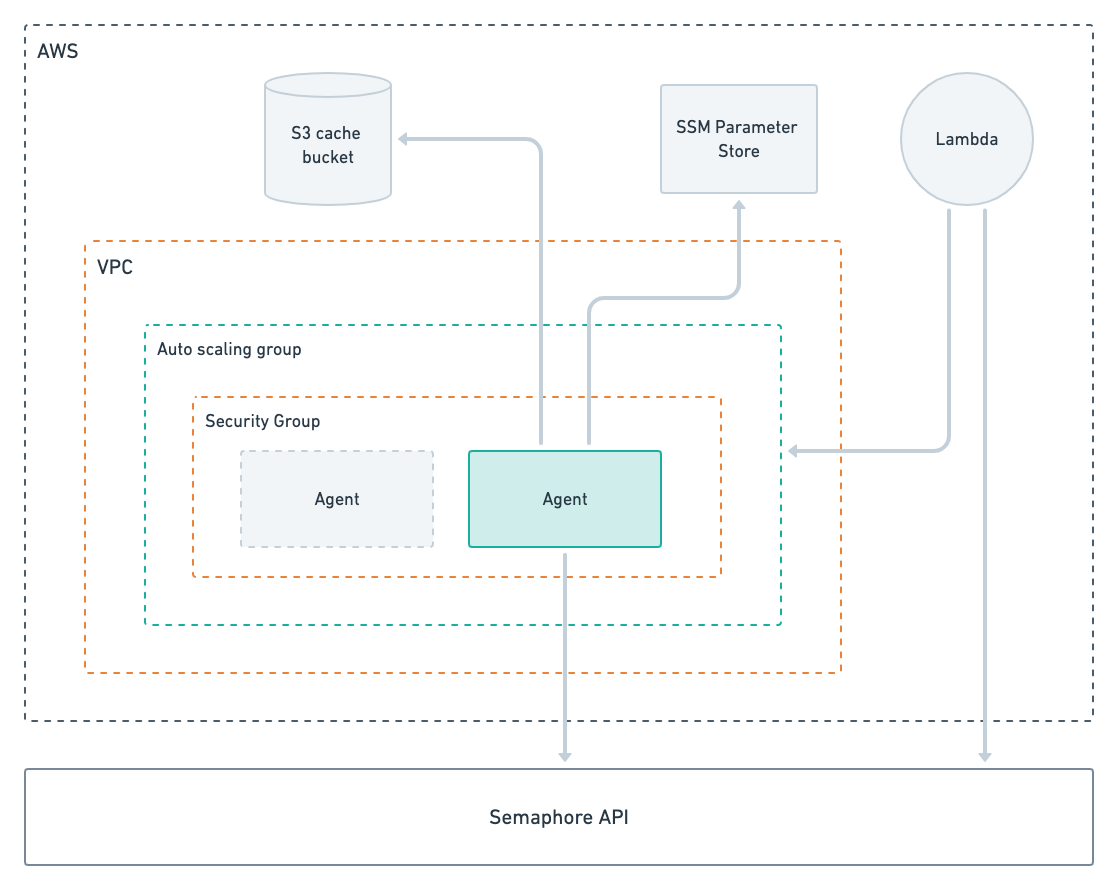 AWS
S3 cache
bucket
SSM Parameter
Store
Lambda
VPC
Auto scaling group
Security Group
Agent
Agent
Semaphore API